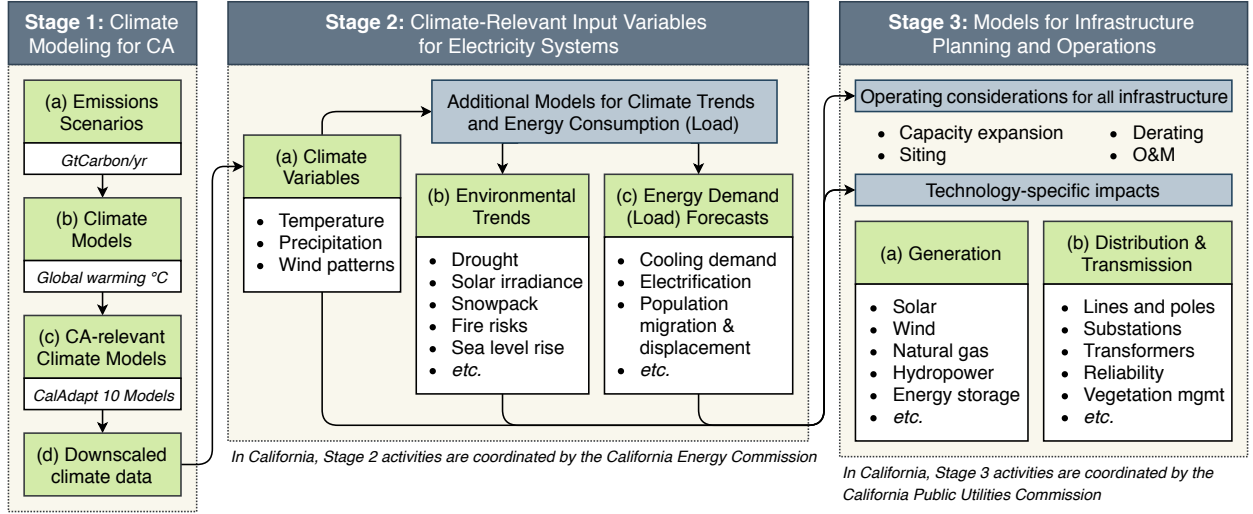 Stage 1: Climate
Modeling for CA
(a) Emissions
Scenarios
GtCarbon/yr
(b) Climate
Models
Global warming °C
(c) CA-relevant
Climate Models
CalAdapt 10 Models
(d) Downscaled
climate data
Stage 2: Climate-Relevant Input Variables
for Electricity Systems
Additional Models for Climate Trends
and Energy Consumption (Load)
(a) Climate
Variables
• Temperature
• Precipitation
• Wind patterns
(b) Environmental
Trends
• Drought
• Solar irradiance
• Snowpack
• Fire risks
• Sea level rise
• etc.
(c) Energy Demand
(Load) Forecasts
• Cooling demand
• Electrification
• Population
migration &
displacement
• etc.
In California, Stage 2 activities are coordinated by the California Energy Commission
Stage 3: Models for Infrastructure
Planning and Operations
Operating considerations for all infrastructure
• Capacity expansion
• Siting
• Derating
• O&M
Technology-specific impacts
(a) Generation
• Solar
• Wind
• Natural gas
• Hydropower
• Energy storage
• etc.
(b) Distribution &
Transmission
• Lines and poles
• Substations
• Transformers
• Reliability
• Vegetation mgmt
• etc.
In California, Stage 3 activities are coordinated by the
California Public Utilities Commission